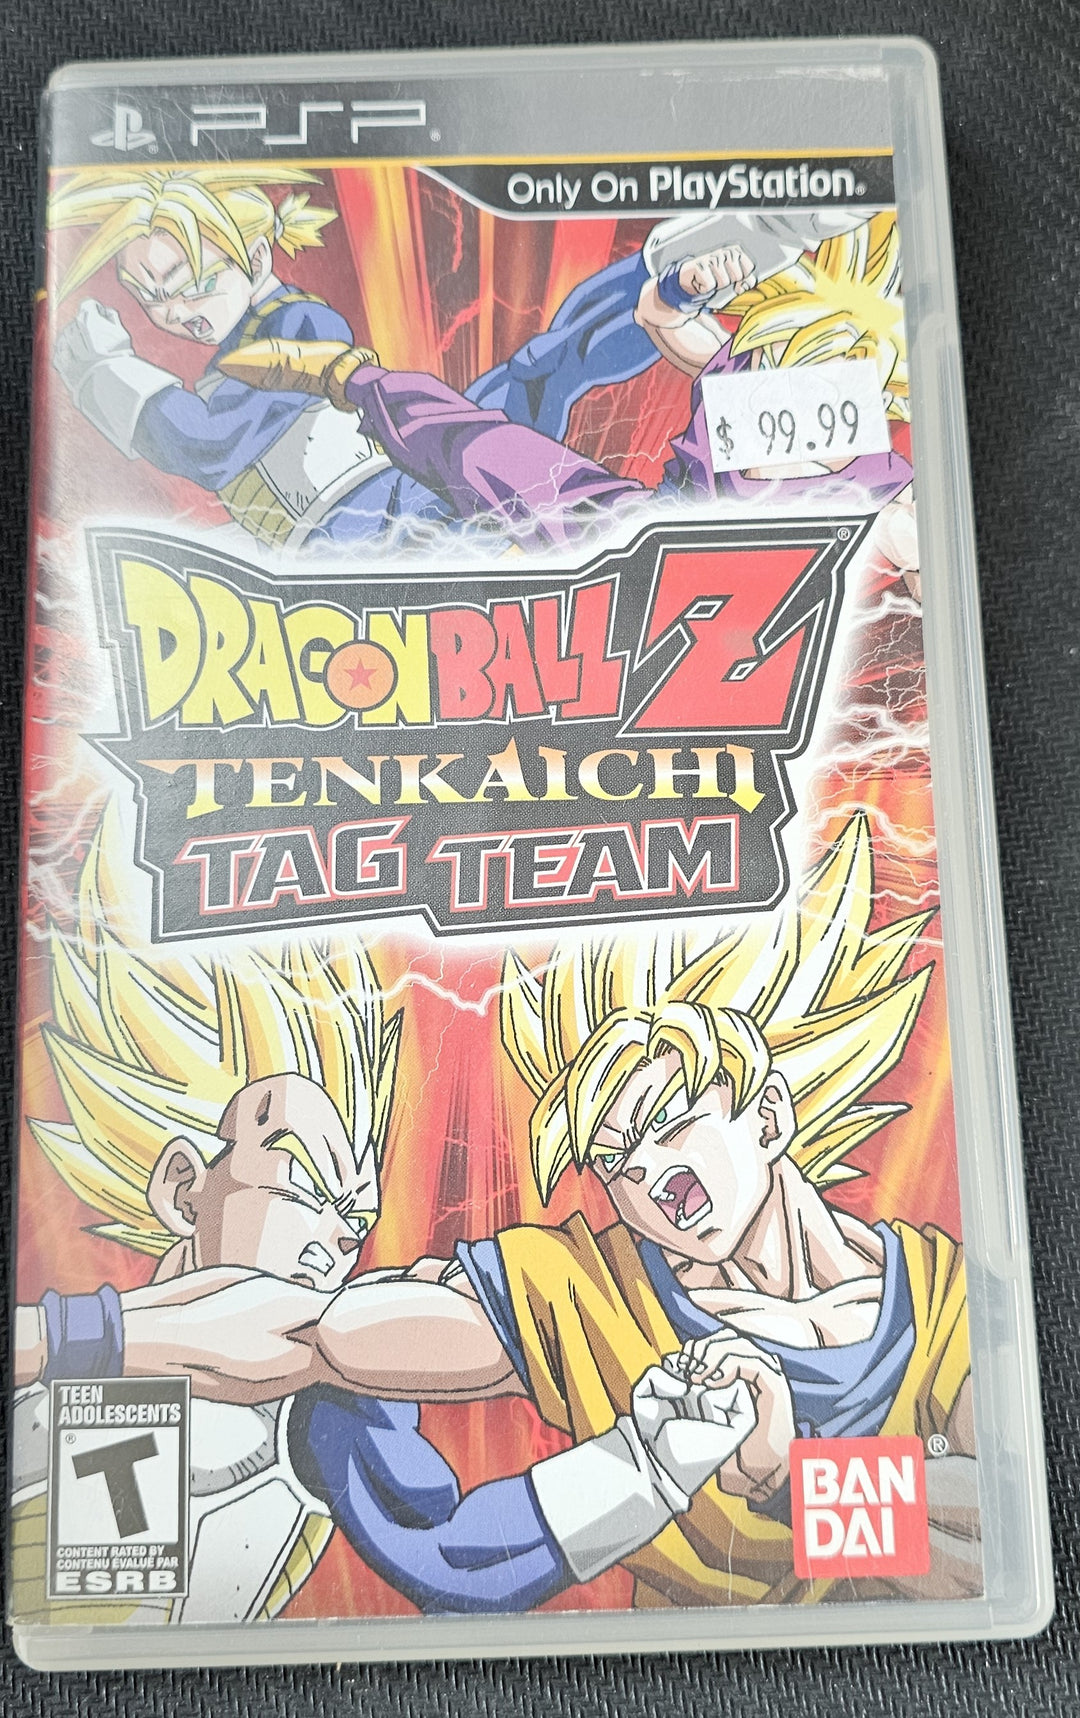 PSP®
Only On PlayStation®
$ 99.99
DRAGON BALL Z®
TENKAICHI
TAG TEAM
TEEN
ADOLESCENTS
®
T
CONTENT RATED BY
CONTENU ÉVALUÉ PAR
ESRB
BAN
DAI
®